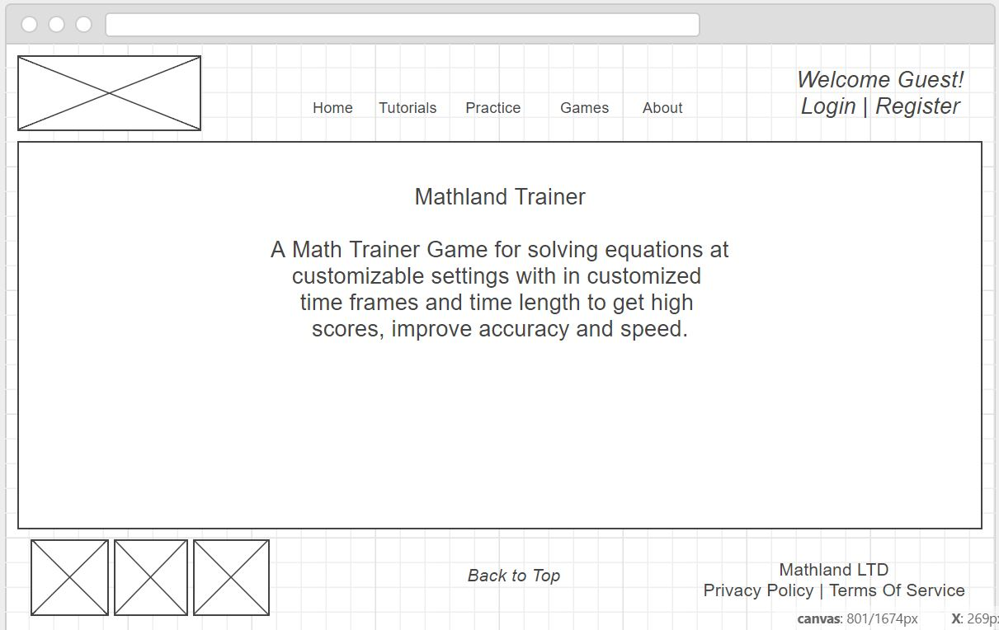 Welcome Guest!
Login | Register
Home Tutorials Practice Games About
Mathland Trainer
A Math Trainer Game for solving equations at
customizable settings with in customized
time frames and time length to get high
scores, improve accuracy and speed.
Back to Top
Mathland LTD
Privacy Policy | Terms Of Service
canvas: 801/1674px X: 269p